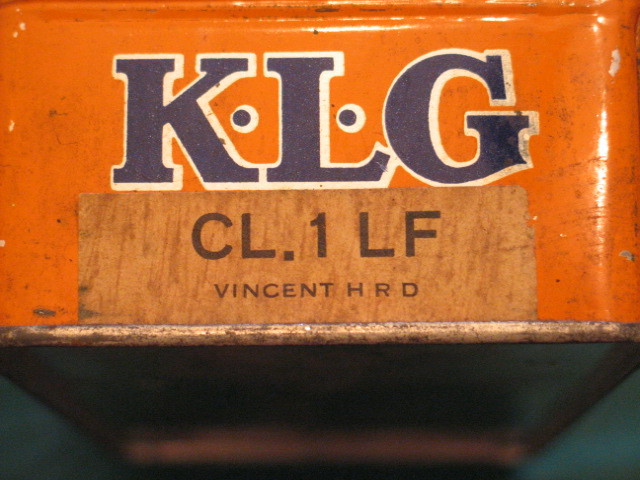 K·L·G
CL.1 LF
VINCENT H R D